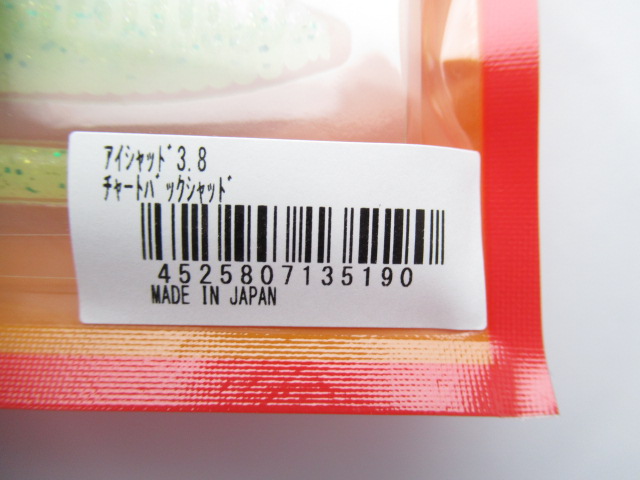 ｱｲｼｬｯﾄﾞ3.8
ﾁｬｰﾄﾊﾞｯｸｼｬｯﾄﾞ
4525807135190
MADE IN JAPAN